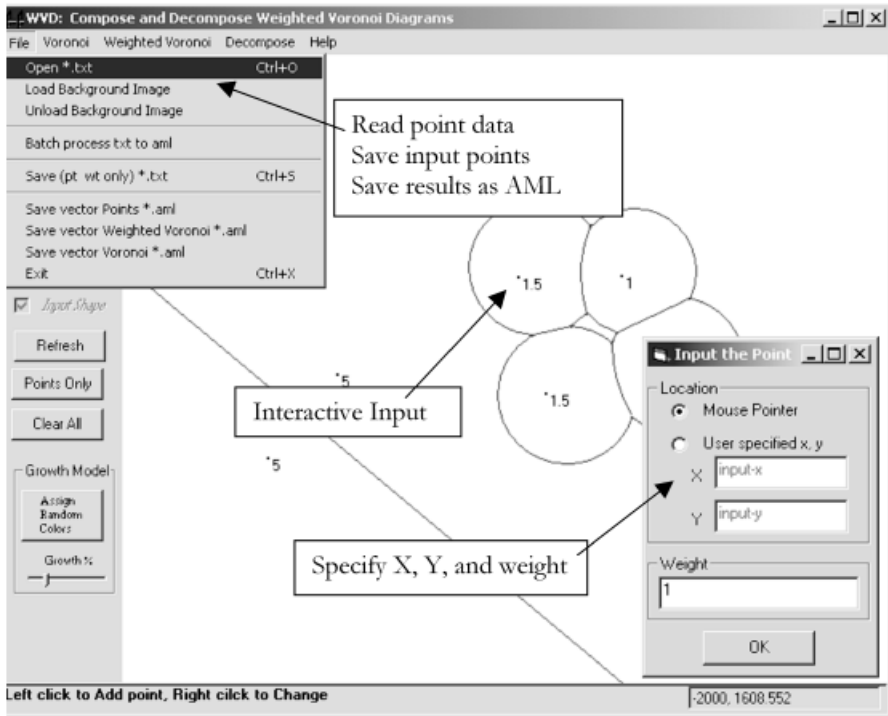 WVD: Compose and Decompose Weighted Voronoi Diagrams
File Voronoi Weighted Voronoi Decompose Help
Open *.txt Ctrl+O
Load Background Image
Unload Background Image
Batch process txt to aml
Save (pt wt only) *.txt Ctrl+S
Save vector Points *.aml
Save vector Weighted Voronoi *.aml
Save vector Voronoi *.aml
Exit Ctrl+X
Read point data
Save input points
Save results as AML
Input Shape
Refresh
Points Only
Clear All
Growth Model
Assign
Random
Colors
Growth %
1.5
1
1.5
5
5
Interactive Input
Specify X, Y, and weight
Input the Point
Location
Mouse Pointer
User specified x, y
X input-x
Y input-y
Weight
1
OK
Left click to Add point, Right cilck to Change
-2000, 1608.552